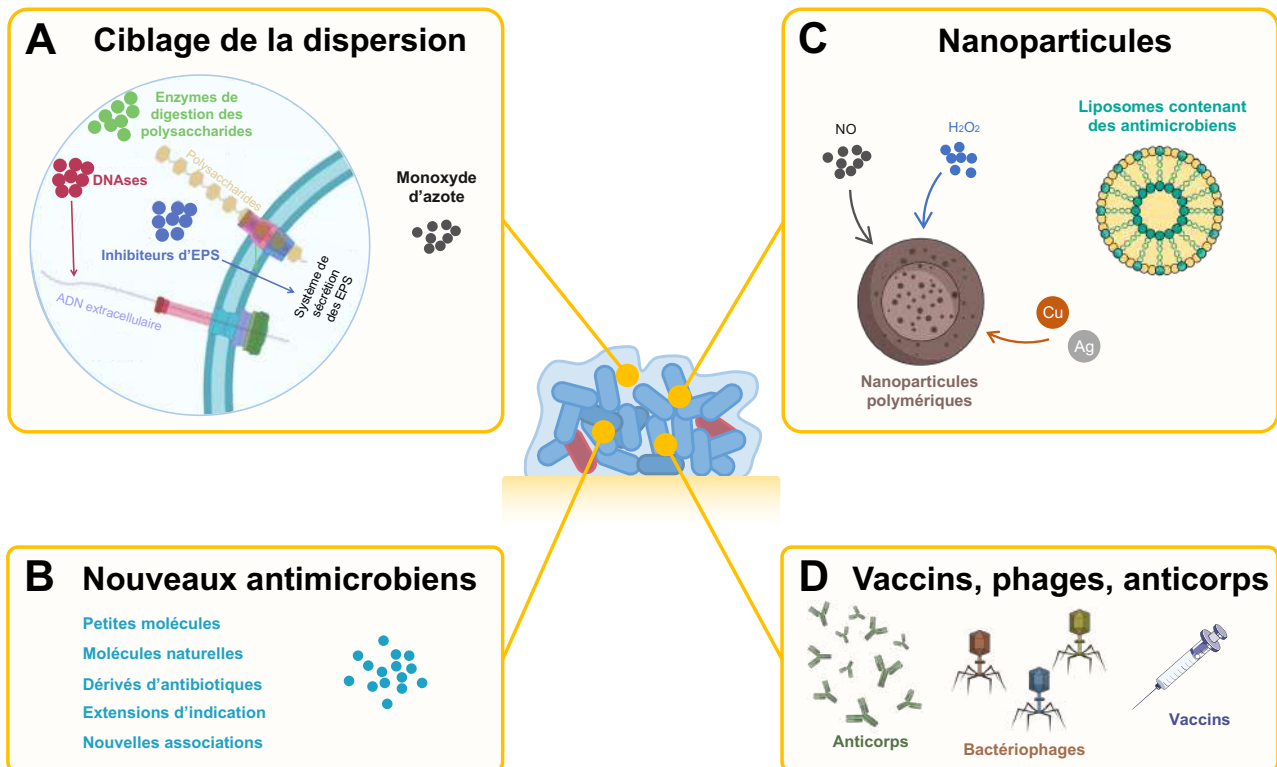 A Ciblage de la dispersion
Enzymes de
digestion des
polysaccharides
DNAses
Polysaccharides
Inhibiteurs d'EPS
ADN extracellulaire
Système de
sécrétion
des EPS
Monoxyde
d'azote
B Nouveaux antimicrobiens
Petites molécules
Molécules naturelles
Dérivés d'antibiotiques
Extensions d'indication
Nouvelles associations
C Nanoparticules
NO
H₂O₂
Liposomes contenant
des antimicrobiens
Cu
Ag
Nanoparticules
polymériques
D Vaccins, phages, anticorps
Anticorps
Bactériophages
Vaccins